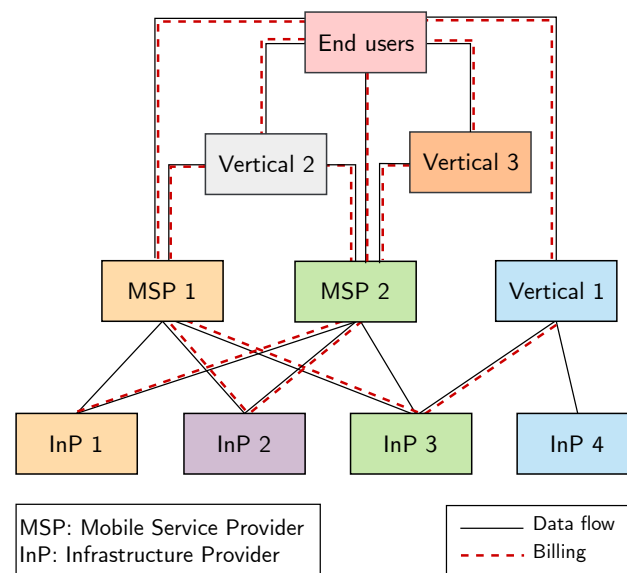 End users
Vertical 2
Vertical 3
MSP 1
MSP 2
Vertical 1
InP 1
InP 2
InP 3
InP 4
MSP: Mobile Service Provider
InP: Infrastructure Provider
Data flow
Billing